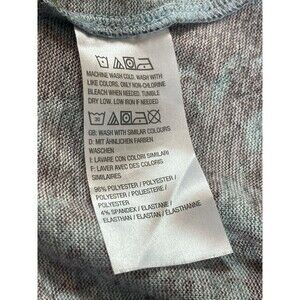 MACHINE WASH COLD, WASH WITH
LIKE COLORS, ONLY NON-CHLORINE
BLEACH WHEN NEEDED, TUMBLE
DRY LOW, LOW IRON IF NEEDED
GB: WASH WITH SIMILAR COLOURS
D: MIT ÄHNLICHEN FARBEN
WASCHEN
I: LAVARE CON COLORI SIMILARI
F: LAVER AVEC DES COLORIS
SIMILAIRES
96% POLYESTER / POLYESTER /
POLYESTER / POLIESTERE /
POLYESTER
4% SPANDEX / ELASTANE /
ELASTHAN / ELASTAN / ELASTHANNE